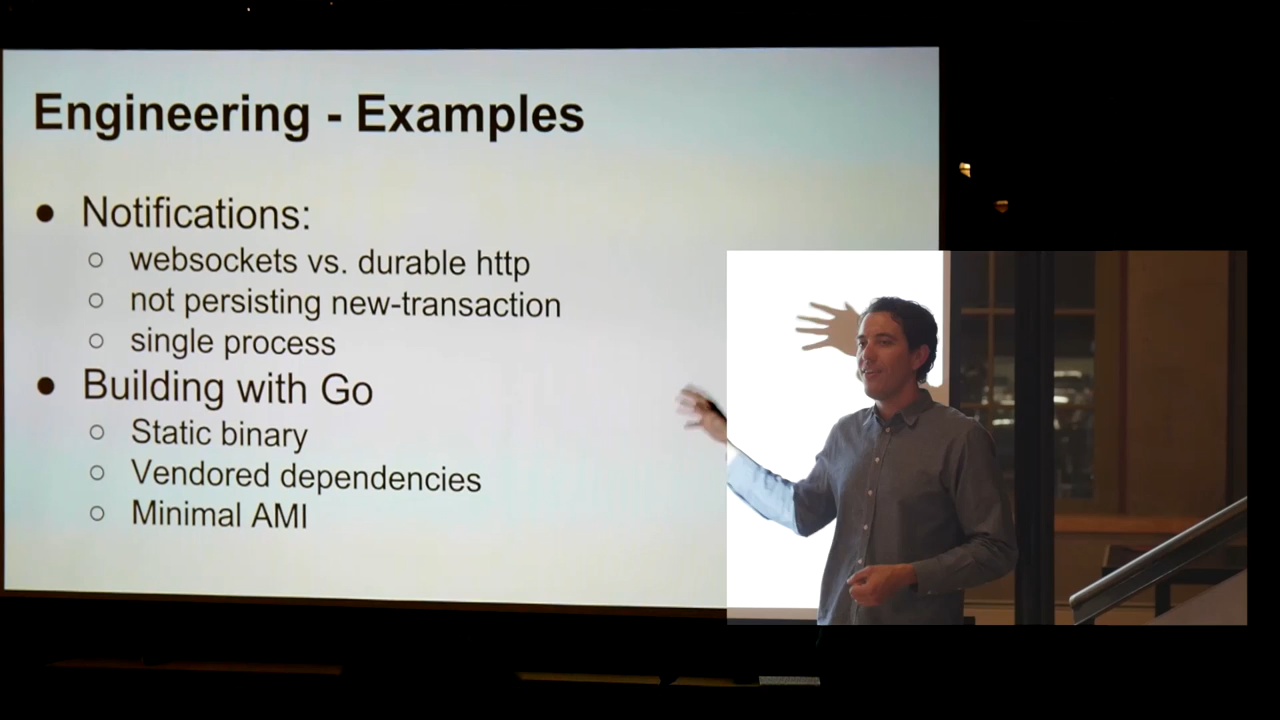 Engineering - Examples
● Notifications:
○ websockets vs. durable http
○ not persisting new-transaction
○ single process
● Building with Go
○ Static binary
○ Vendored dependencies
○ Minimal AMI